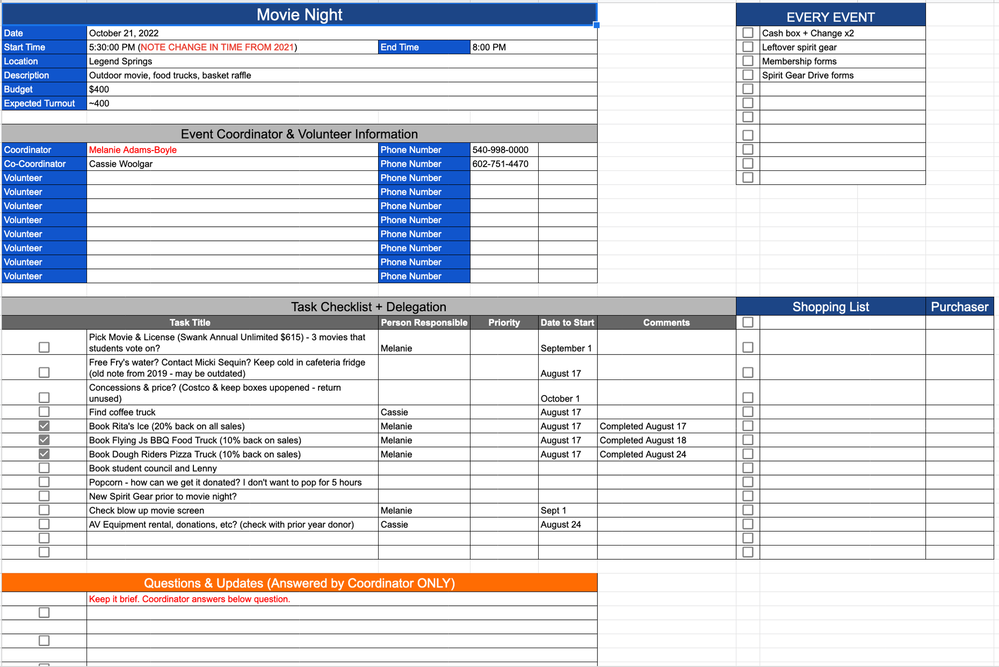 Movie Night
EVERY EVENT
Date October 21, 2022
Cash box + Change x2
Start Time 5:30:00 PM (NOTE CHANGE IN TIME FROM 2021) End Time 8:00 PM
Leftover spirit gear
Location Legend Springs
Membership forms
Description Outdoor movie, food trucks, basket raffle
Spirit Gear Drive forms
Budget $400
Expected Turnout ~400
Event Coordinator & Volunteer Information
Coordinator Melanie Adams-Boyle Phone Number 540-998-0000
Co-Coordinator Cassie Woolgar Phone Number 602-751-4470
Volunteer Phone Number
Volunteer Phone Number
Volunteer Phone Number
Volunteer Phone Number
Volunteer Phone Number
Volunteer Phone Number
Volunteer Phone Number
Volunteer Phone Number
Task Checklist + Delegation Shopping List Purchaser
Task Title Person Responsible Priority Date to Start Comments
Pick Movie & License (Swank Annual Unlimited $615) - 3 movies that
students vote on? Melanie September 1
Free Fry's water? Contact Micki Sequin? Keep cold in cafeteria fridge
(old note from 2019 - may be outdated) August 17
Concessions & price? (Costco & keep boxes upopened - return
unused) October 1
Find coffee truck Cassie August 17
Book Rita's Ice (20% back on all sales) Melanie August 17 Completed August 17
Book Flying Js BBQ Food Truck (10% back on sales) Melanie August 17 Completed August 18
Book Dough Riders Pizza Truck (10% back on sales) Melanie August 17 Completed August 24
Book student council and Lenny
Popcorn - how can we get it donated? I don't want to pop for 5 hours
New Spirit Gear prior to movie night?
Check blow up movie screen Melanie Sept 1
AV Equipment rental, donations, etc? (check with prior year donor) Cassie August 24
Questions & Updates (Answered by Coordinator ONLY)
Keep it brief. Coordinator answers below question.